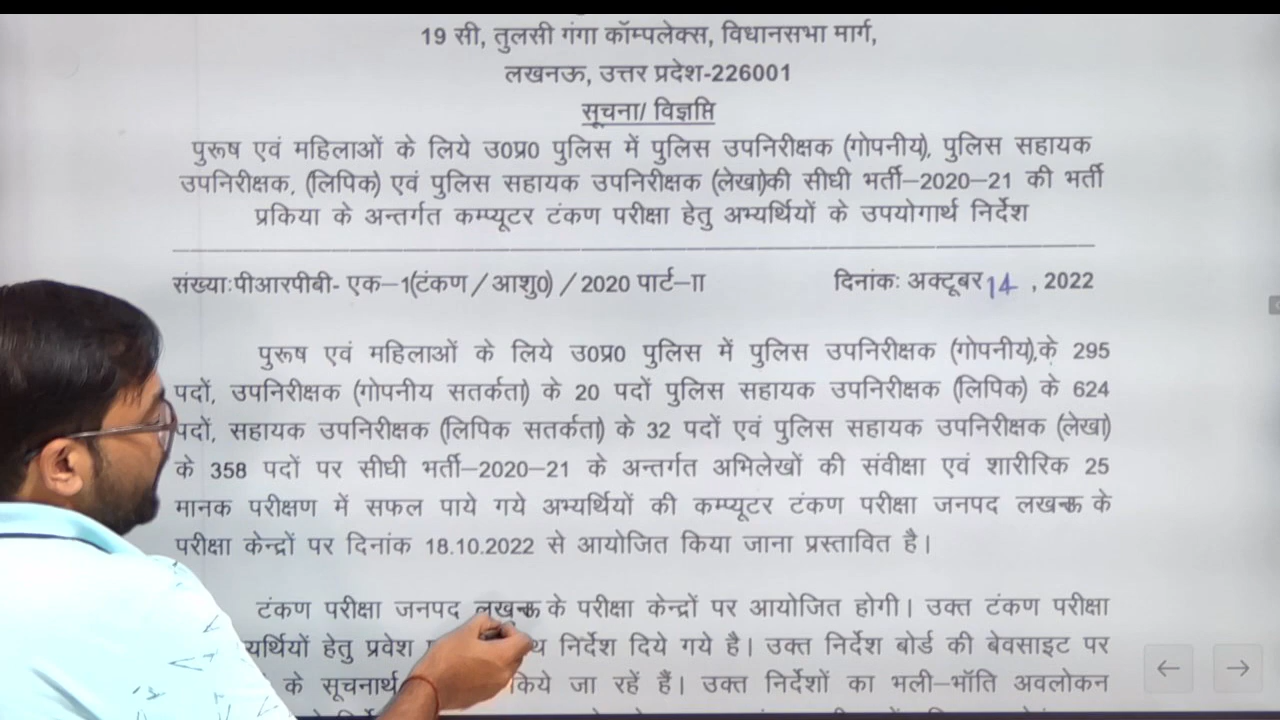 19 सी, तुलसी गंगा कॉम्पलेक्स, विधानसभा मार्ग,
लखनऊ, उत्तर प्रदेश-226001
सूचना/ विज्ञप्ति
पुरूष एवं महिलाओं के लिये उ0प्र0 पुलिस में पुलिस उपनिरीक्षक (गोपनीय), पुलिस सहायक
उपनिरीक्षक, (लिपिक) एवं पुलिस सहायक उपनिरीक्षक (लेखा)की सीधी भर्ती–2020–21 की भर्ती
प्रकिया के अन्तर्गत कम्प्यूटर टंकण परीक्षा हेतु अभ्यर्थियों के उपयोगार्थ निर्देश
संख्याःपीआरपीबी- एक–1(टंकण / आशु0) / 2020 पार्ट–II दिनांकः अक्टूबर 14 , 2022
पुरूष एवं महिलाओं के लिये उ0प्र0 पुलिस में पुलिस उपनिरीक्षक (गोपनीय),के 295
पदों, उपनिरीक्षक (गोपनीय सतर्कता) के 20 पदों पुलिस सहायक उपनिरीक्षक (लिपिक) के 624
पदों, सहायक उपनिरीक्षक (लिपिक सतर्कता) के 32 पदों एवं पुलिस सहायक उपनिरीक्षक (लेखा)
के 358 पदों पर सीधी भर्ती–2020–21 के अन्तर्गत अभिलेखों की संवीक्षा एवं शारीरिक 25
मानक परीक्षण में सफल पाये गये अभ्यर्थियों की कम्प्यूटर टंकण परीक्षा जनपद लखनऊ के
परीक्षा केन्द्रों पर दिनांक 18.10.2022 से आयोजित किया जाना प्रस्तावित है।
टंकण परीक्षा जनपद लखनऊ के परीक्षा केन्द्रों पर आयोजित होगी। उक्त टंकण परीक्षा
हेतु प्रवेश निर्देश दिये गये है। उक्त निर्देश बोर्ड की बेवसाइट पर
के सूचनार्थ किये जा रहें हैं। उक्त निर्देशों का भली–भॉति अवलोकन